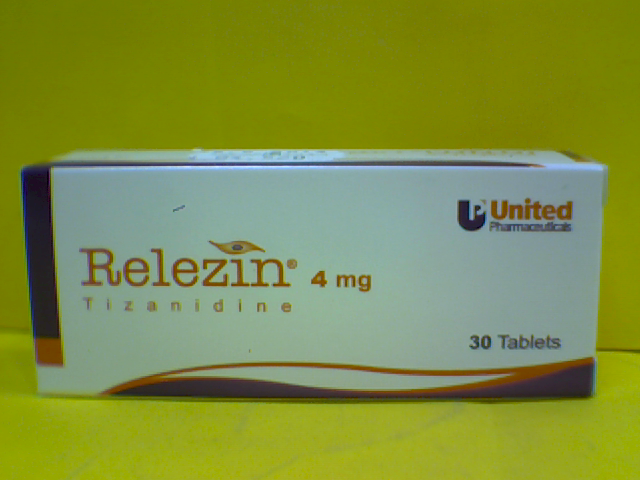 United
Pharmaceuticals
Relezin® 4 mg
Tizanidine
30 Tablets